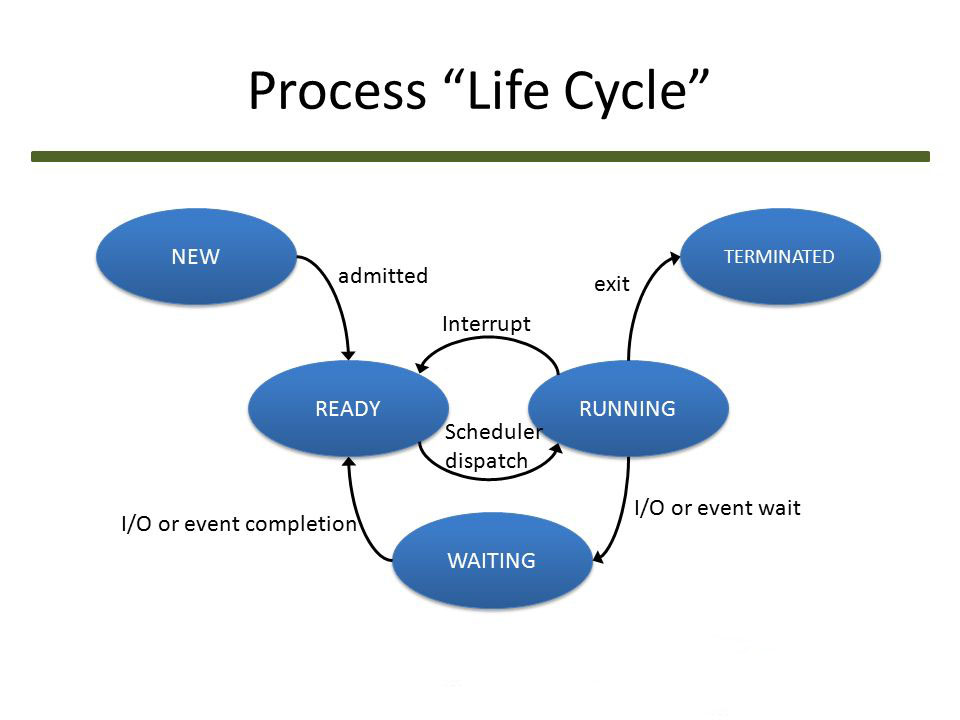 Process “Life Cycle”
NEW
TERMINATED
admitted
exit
Interrupt
READY
RUNNING
Scheduler
dispatch
I/O or event wait
I/O or event completion
WAITING